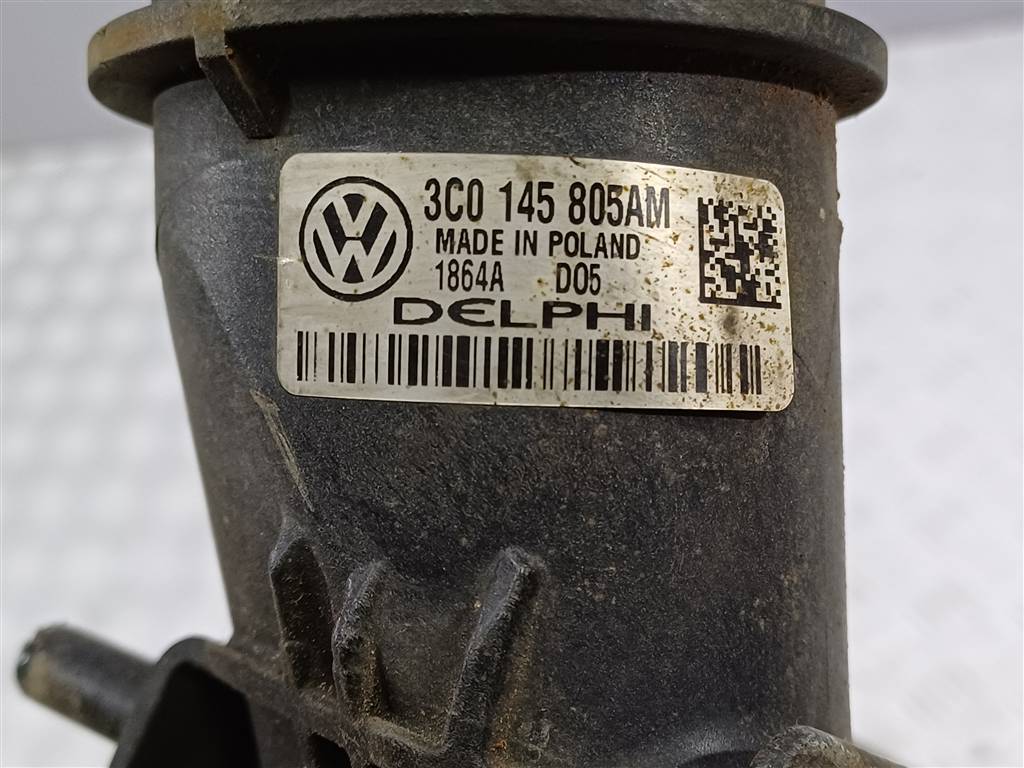 3C0 145 805AM
MADE IN POLAND
1864A D05
DELPHI